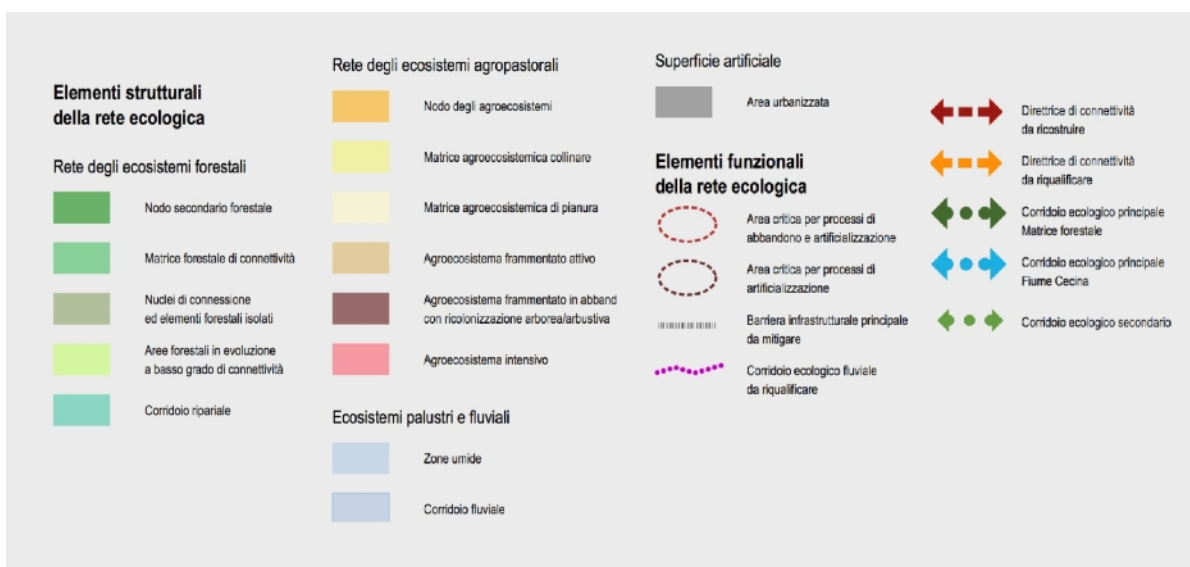 Elementi strutturali
della rete ecologica
Rete degli ecosistemi forestali
Nodo secondario forestale
Matrice forestale di connettività
Nuclei di connessione
ed elementi forestali isolati
Aree forestali in evoluzione
a basso grado di connettività
Corridoio ripariale
Rete degli ecosistemi agropastorali
Nodo degli agroecosistemi
Matrice agroecosistemica collinare
Matrice agroecosistemica di pianura
Agroecosistema frammentato attivo
Agroecosistema frammentato in abband
con ricolonizzazione arborea/arbustiva
Agroecosistema intensivo
Ecosistemi palustri e fluviali
Zone umide
Corridoio fluviale
Superficie artificiale
Area urbanizzata
Elementi funzionali
della rete ecologica
Area critica per processi di
abbandono e artificializzazione
Area critica per processi di
artificializzazione
Barriera infrastrutturale principale
da mitigare
Corridoio ecologico fluviale
da riqualificare
Direttrice di connettività
da ricostruire
Direttrice di connettività
da riqualificare
Corridoio ecologico principale
Matrice forestale
Corridoio ecologico principale
Fiume Cecina
Corridoio ecologico secondario